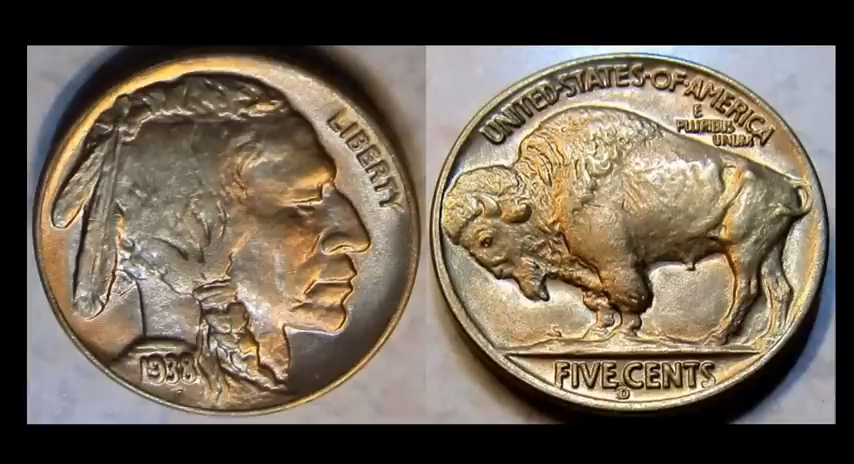 LIBERTY
1938
UNITED·STATES·OF·AMERICA
E
PLURIBUS
UNUM
FIVE CENTS
D